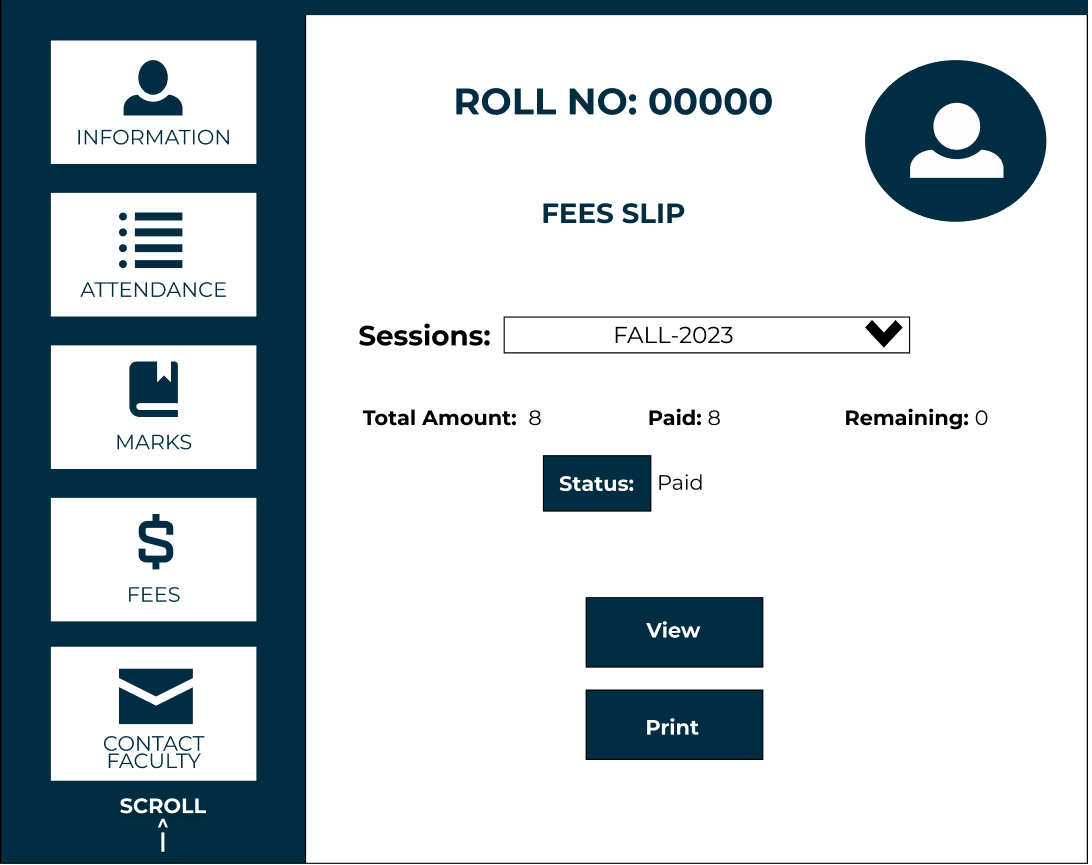 INFORMATION
ATTENDANCE
MARKS
$
FEES
CONTACT
FACULTY
SCROLL
ROLL NO: 00000
FEES SLIP
Sessions: FALL-2023
Total Amount: 8 Paid: 8 Remaining: 0
Status: Paid
View
Print